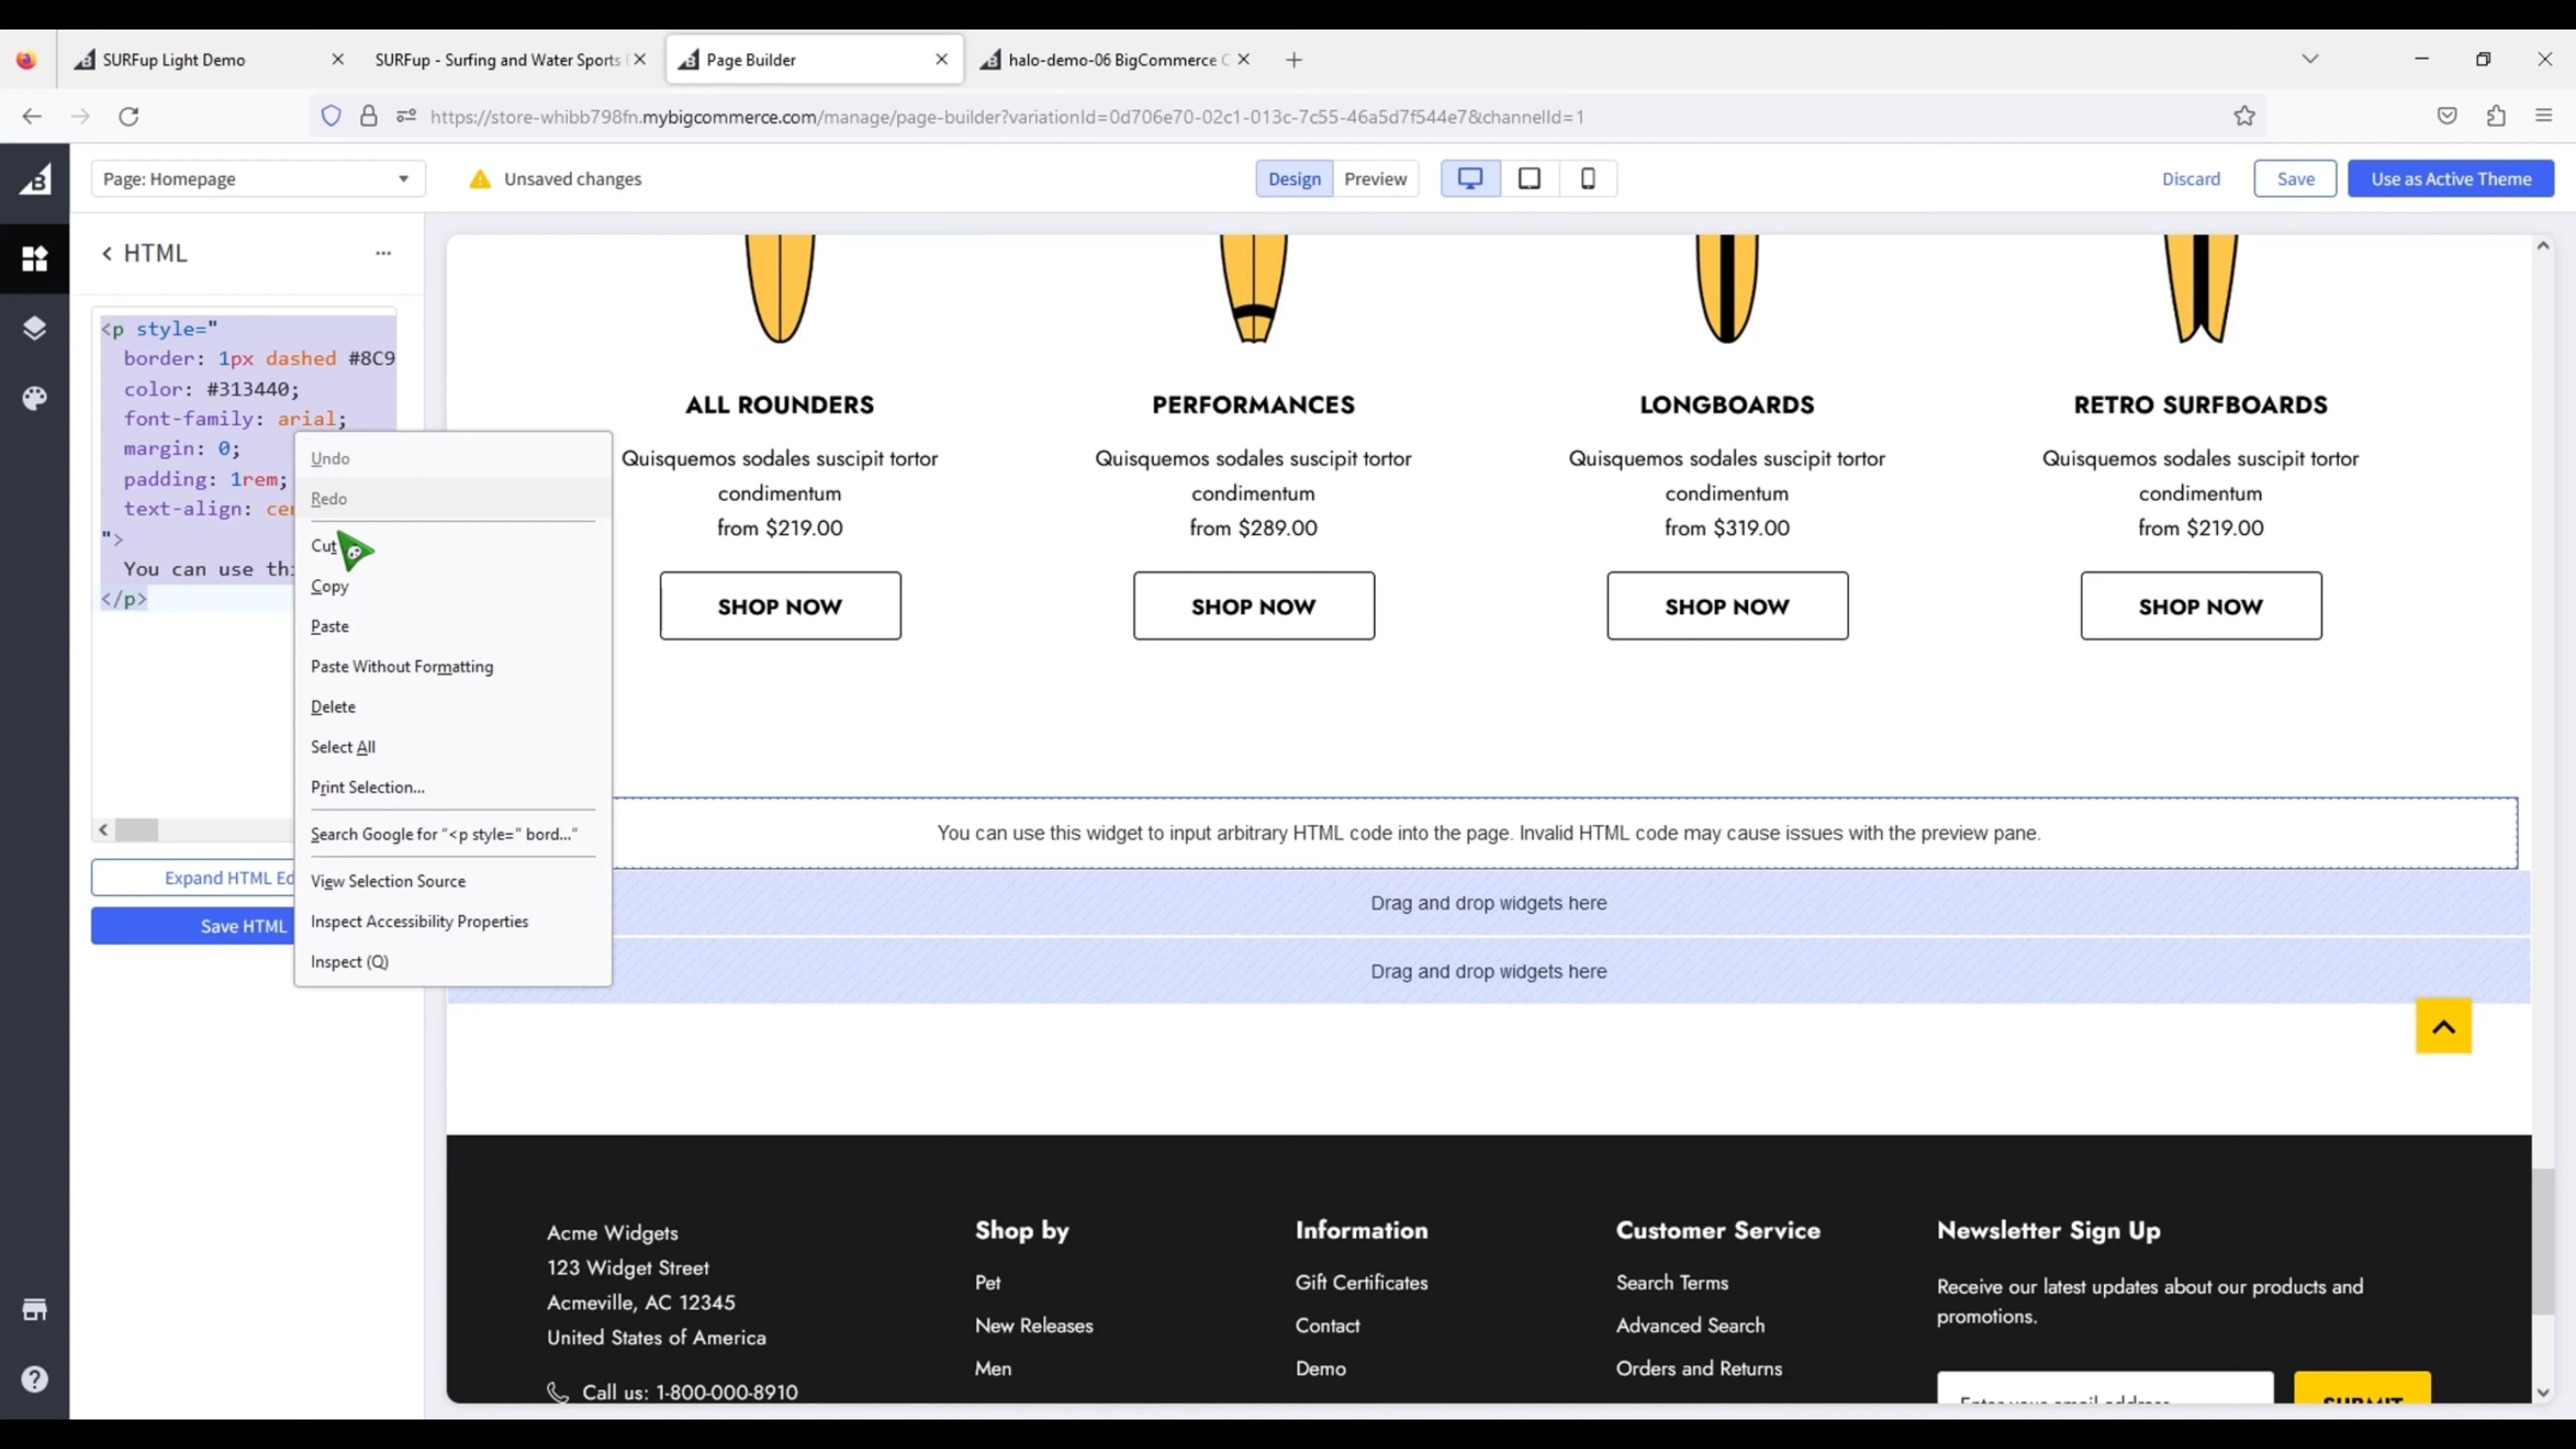 SURFup Light Demo
SURFup - Surfing and Water Sports
Page Builder
halo-demo-06 BigCommerce
https://store-whibb798fn.mybigcommerce.com/manage/page-builder?variationId=0d706e70-02c1-013c-7c55-46a5d7f544e7&channelId=1
Page: Homepage
Unsaved changes
Design
Preview
Discard
Save
Use as Active Theme
HTML
<p style="
border: 1px dashed #8C9
color: #313440;
font-family: arial;
margin: 0;
padding: 1rem;
text-align: cen
">
You can use thi
</p>
Expand HTML Ed
Save HTML
Undo
Redo
Cut
Copy
Paste
Paste Without Formatting
Delete
Select All
Print Selection...
Search Google for “<p style=" bord...”
View Selection Source
Inspect Accessibility Properties
Inspect (Q)
ALL ROUNDERS
Quisquemos sodales suscipit tortor
condimentum
from $219.00
SHOP NOW
PERFORMANCES
Quisquemos sodales suscipit tortor
condimentum
from $289.00
SHOP NOW
LONGBOARDS
Quisquemos sodales suscipit tortor
condimentum
from $319.00
SHOP NOW
RETRO SURFBOARDS
Quisquemos sodales suscipit tortor
condimentum
from $219.00
SHOP NOW
You can use this widget to input arbitrary HTML code into the page. Invalid HTML code may cause issues with the preview pane.
Drag and drop widgets here
Drag and drop widgets here
Acme Widgets
123 Widget Street
Acmeville, AC 12345
United States of America
Call us: 1-800-000-8910
Shop by
Pet
New Releases
Men
Information
Gift Certificates
Contact
Demo
Customer Service
Search Terms
Advanced Search
Orders and Returns
Newsletter Sign Up
Receive our latest updates about our products and
promotions.
Enter your email address
SUBMIT